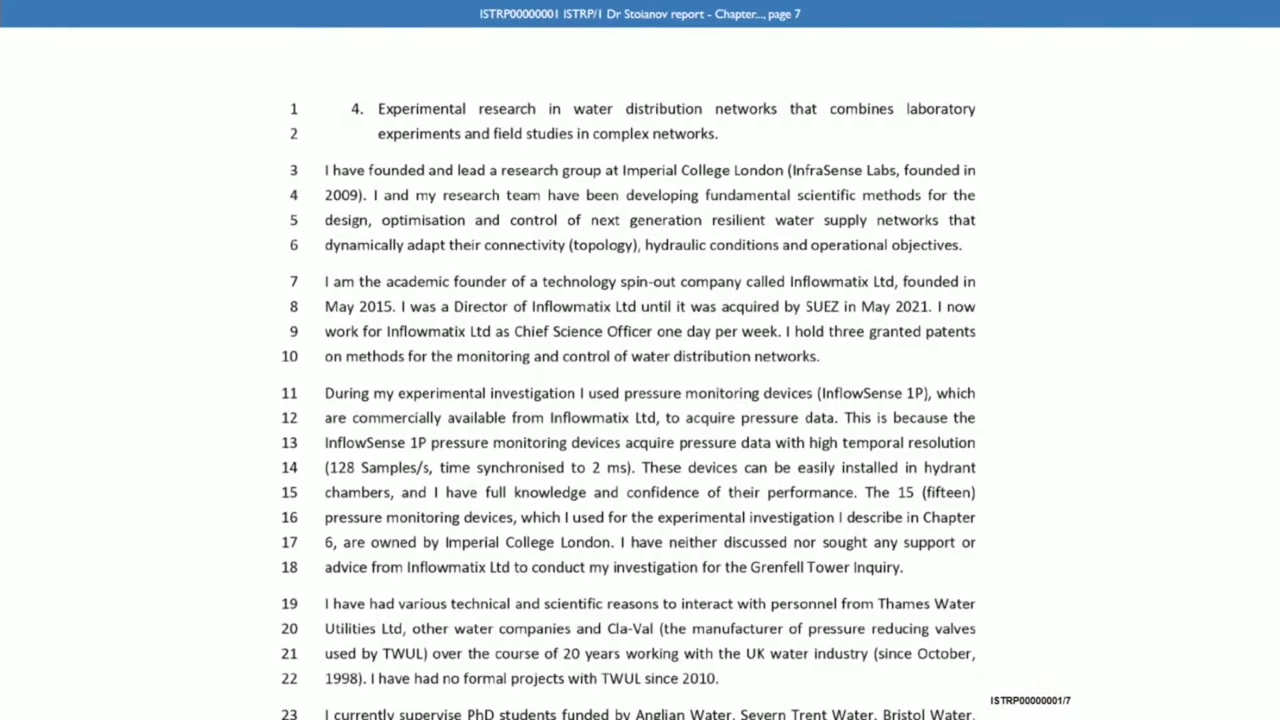 ISTRP00000001 ISTRP/1 Dr Stoianov report - Chapter..., page 7
1 4. Experimental research in water distribution networks that combines laboratory
2 experiments and field studies in complex networks.
3 I have founded and lead a research group at Imperial College London (InfraSense Labs, founded in
4 2009). I and my research team have been developing fundamental scientific methods for the
5 design, optimisation and control of next generation resilient water supply networks that
6 dynamically adapt their connectivity (topology), hydraulic conditions and operational objectives.
7 I am the academic founder of a technology spin-out company called Inflowmatix Ltd, founded in
8 May 2015. I was a Director of Inflowmatix Ltd until it was acquired by SUEZ in May 2021. I now
9 work for Inflowmatix Ltd as Chief Science Officer one day per week. I hold three granted patents
10 on methods for the monitoring and control of water distribution networks.
11 During my experimental investigation I used pressure monitoring devices (InflowSense 1P), which
12 are commercially available from Inflowmatix Ltd, to acquire pressure data. This is because the
13 InflowSense 1P pressure monitoring devices acquire pressure data with high temporal resolution
14 (128 Samples/s, time synchronised to 2 ms). These devices can be easily installed in hydrant
15 chambers, and I have full knowledge and confidence of their performance. The 15 (fifteen)
16 pressure monitoring devices, which I used for the experimental investigation I describe in Chapter
17 6, are owned by Imperial College London. I have neither discussed nor sought any support or
18 advice from Inflowmatix Ltd to conduct my investigation for the Grenfell Tower Inquiry.
19 I have had various technical and scientific reasons to interact with personnel from Thames Water
20 Utilities Ltd, other water companies and Cla-Val (the manufacturer of pressure reducing valves
21 used by TWUL) over the course of 20 years working with the UK water industry (since October,
22 1998). I have had no formal projects with TWUL since 2010.
ISTRP00000001/7
23 I currently supervise PhD students funded by Anglian Water, Severn Trent Water, Bristol Water,